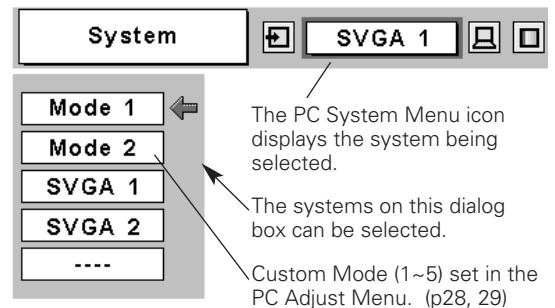 System
SVGA 1
Mode 1
Mode 2
SVGA 1
SVGA 2
----
The PC System Menu icon
displays the system being
selected.
The systems on this dialog
box can be selected.
Custom Mode (1~5) set in the
PC Adjust Menu. (p28, 29)